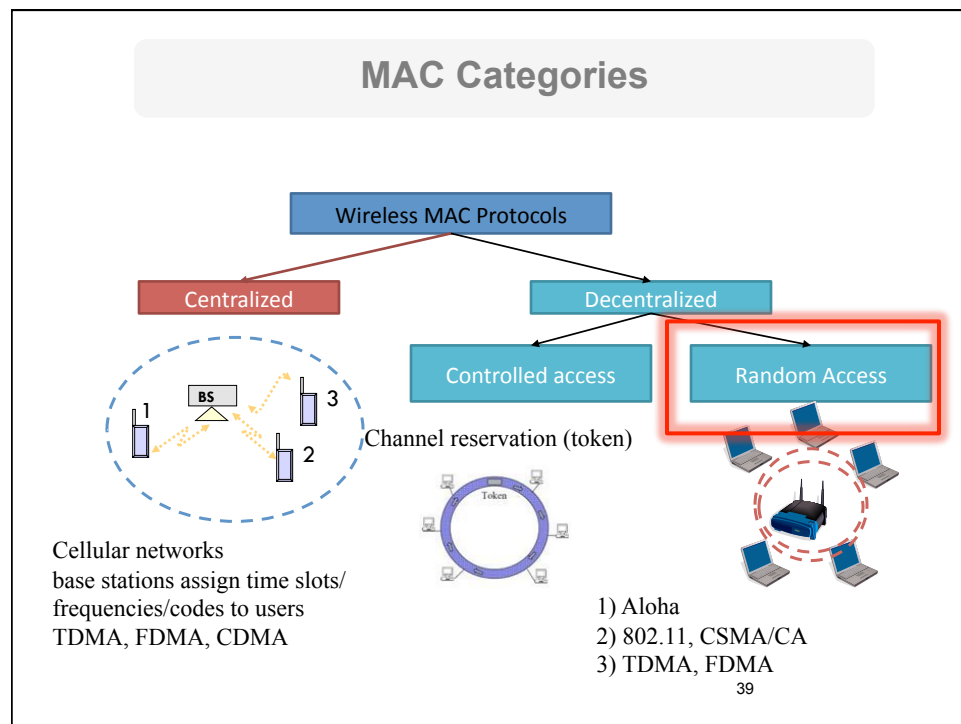 MAC Categories
Wireless MAC Protocols
Centralized
Decentralized
Controlled access
Random Access
BS
1
2
3
Channel reservation (token)
Token
Cellular networks
base stations assign time slots/
frequencies/codes to users
TDMA, FDMA, CDMA
1) Aloha
2) 802.11, CSMA/CA
3) TDMA, FDMA
39